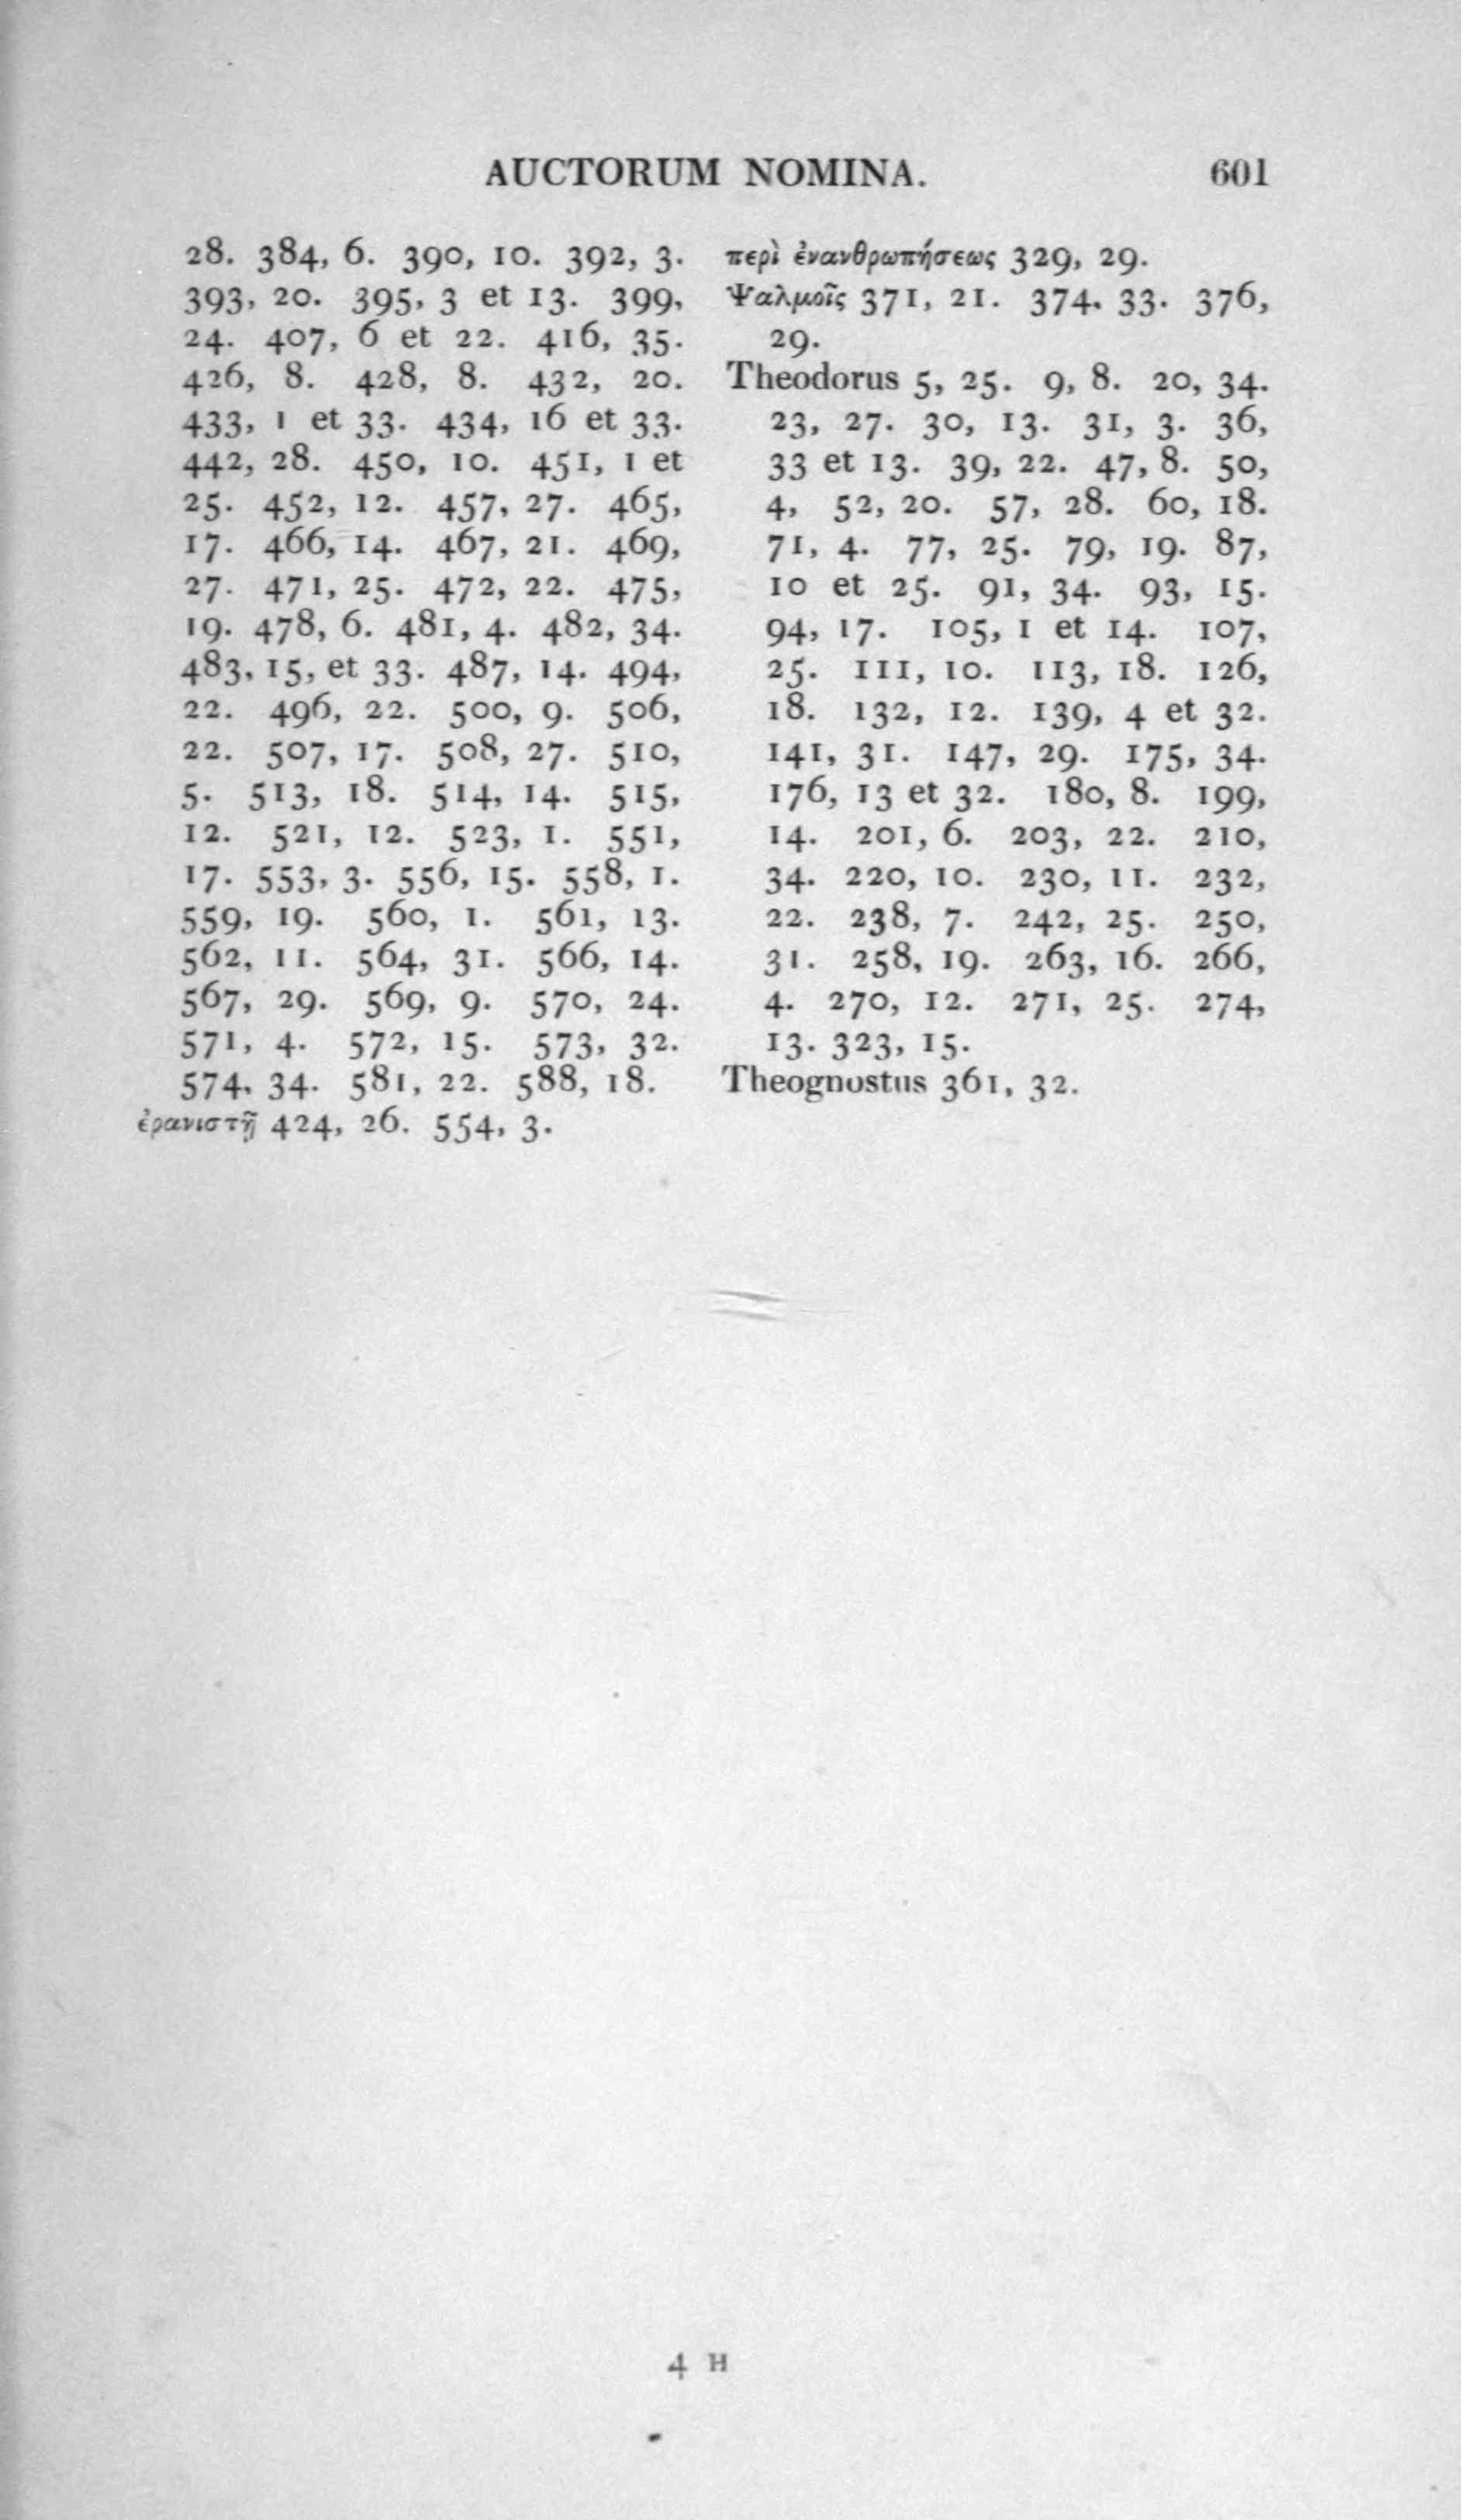 AUCTORUM NOMINA. 601
28. 384, 6. 390, 10. 392, 3.
393, 20. 395, 3 et 13. 399,
24. 407, 6 et 22. 416, 35.
426, 8. 428, 8. 432, 20.
433, 1 et 33. 434, 16 et 33.
442, 28. 450, 10. 451, 1 et
25. 452, 12. 457, 27. 465,
17. 466, 14. 467, 21. 469,
27. 471, 25. 472, 22. 475,
19. 478, 6. 481, 4. 482, 34.
483, 15, et 33. 487, 14. 494,
22. 496, 22. 500, 9. 506,
22. 507, 17. 508, 27. 510,
5. 513, 18. 514, 14. 515,
12. 521, 12. 523, 1. 551,
17. 553, 3. 556, 15. 558, 1.
559, 19. 560, 1. 561, 13.
562, 11. 564, 31. 566, 14.
567, 29. 569, 9. 570, 24.
571, 4. 572, 15. 573, 32.
574, 34. 581, 22. 588, 18.
ἐρανιστῇ 424, 26. 554, 3.
περὶ ἐνανθρωπήσεως 329, 29.
Ψαλμοῖς 371, 21. 374, 33. 376,
29.
Theodorus 5, 25. 9, 8. 20, 34.
23, 27. 30, 13. 31, 3. 36,
33 et 13. 39, 22. 47, 8. 50,
4, 52, 20. 57, 28. 60, 18.
71, 4. 77, 25. 79, 19. 87,
10 et 25. 91, 34. 93, 15.
94, 17. 105, 1 et 14. 107,
25. 111, 10. 113, 18. 126,
18. 132, 12. 139, 4 et 32.
141, 31. 147, 29. 175, 34.
176, 13 et 32. 180, 8. 199,
14. 201, 6. 203, 22. 210,
34. 220, 10. 230, 11. 232,
22. 238, 7. 242, 25. 250,
31. 258, 19. 263, 16. 266,
4. 270, 12. 271, 25. 274,
13. 323, 15.
Theognostus 361, 32.
4 H